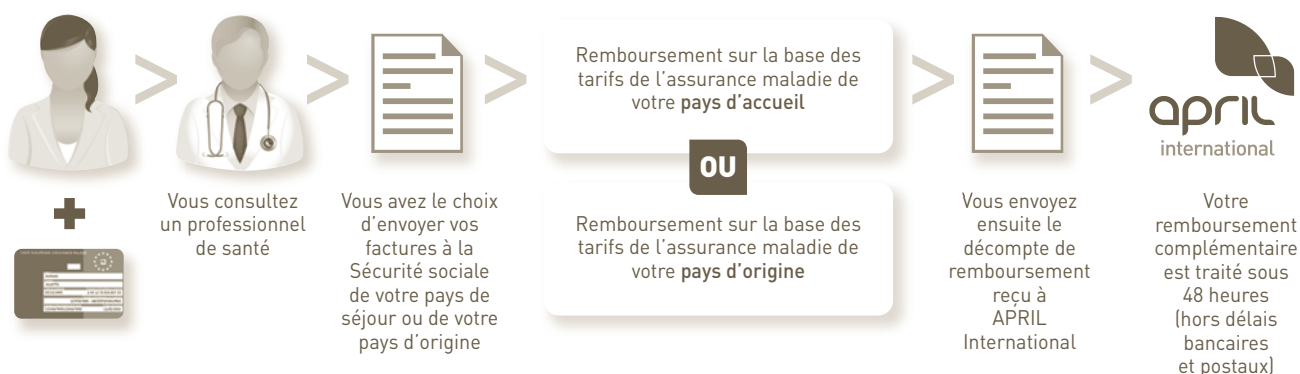 Vous consultez
un professionnel
de santé
Vous avez le choix
d'envoyer vos
factures à la
Sécurité sociale
de votre pays de
séjour ou de votre
pays d'origine
Remboursement sur la base des
tarifs de l'assurance maladie de
votre pays d'accueil
OU
Remboursement sur la base des
tarifs de l'assurance maladie de
votre pays d'origine
Vous envoyez
ensuite le
décompte de
remboursement
reçu à
APRIL
International
april
international
Votre
remboursement
complémentaire
est traité sous
48 heures
(hors délais
bancaires
et postaux)